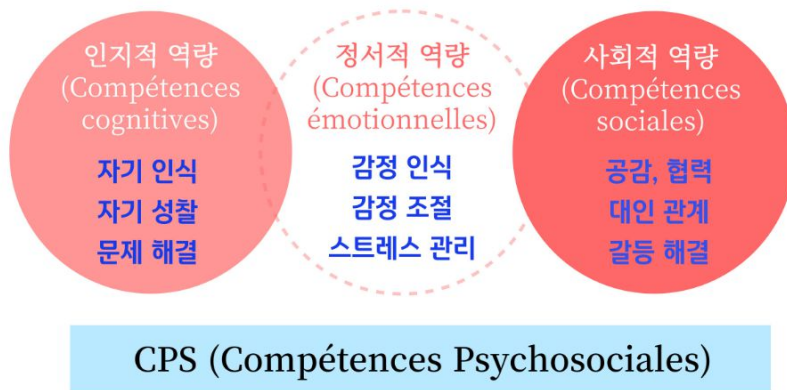 인지적 역량
(Compétences
cognitives)
자기 인식
자기 성찰
문제 해결
정서적 역량
(Compétences
émotionnelles)
감정 인식
감정 조절
스트레스 관리
사회적 역량
(Compétences
sociales)
공감, 협력
대인 관계
갈등 해결
CPS (Compétences Psychosociales)